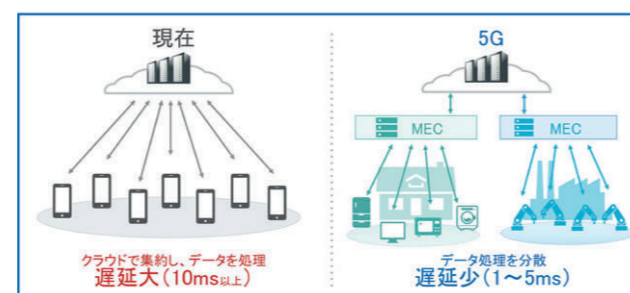 現在
クラウドで集約し、データを処理
遅延大(10ms以上)
5G
MEC
MEC
データ処理を分散
遅延少(1〜5ms)